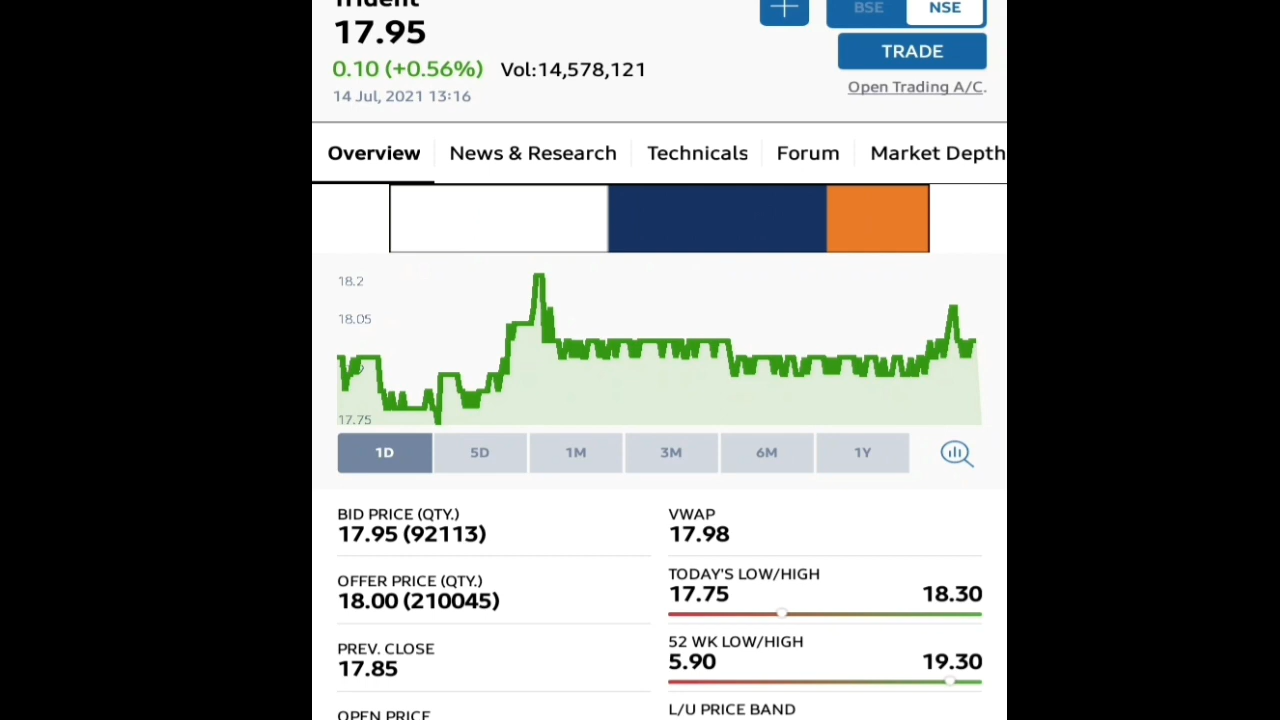 Trident
BSE NSE
17.95
TRADE
0.10 (+0.56%) Vol:14,578,121
Open Trading A/C.
14 Jul, 2021 13:16
Overview News & Research Technicals Forum Market Depth
18.2
18.05
17.75
1D 5D 1M 3M 6M 1Y
BID PRICE (QTY.)
17.95 (92113)
VWAP
17.98
OFFER PRICE (QTY.)
18.00 (210045)
TODAY'S LOW/HIGH
17.75 18.30
PREV. CLOSE
17.85
52 WK LOW/HIGH
5.90 19.30
OPEN PRICE
L/U PRICE BAND